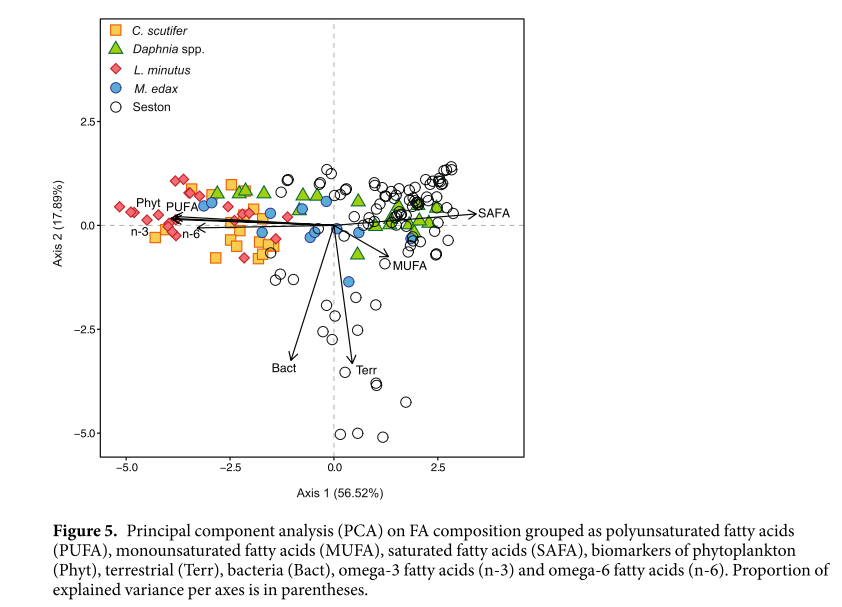 C. scutifer
Daphnia spp.
L. minutus
M. edax
Seston
2.5
0.0
−2.5
−5.0
Axis 2 (17.89%)
Phyt
PUFA
n-3
n-6
SAFA
MUFA
Bact
Terr
−5.0
−2.5
0.0
2.5
Axis 1 (56.52%)
Figure 5. Principal component analysis (PCA) on FA composition grouped as polyunsaturated fatty acids
(PUFA), monounsaturated fatty acids (MUFA), saturated fatty acids (SAFA), biomarkers of phytoplankton
(Phyt), terrestrial (Terr), bacteria (Bact), omega-3 fatty acids (n-3) and omega-6 fatty acids (n-6). Proportion of
explained variance per axes is in parentheses.